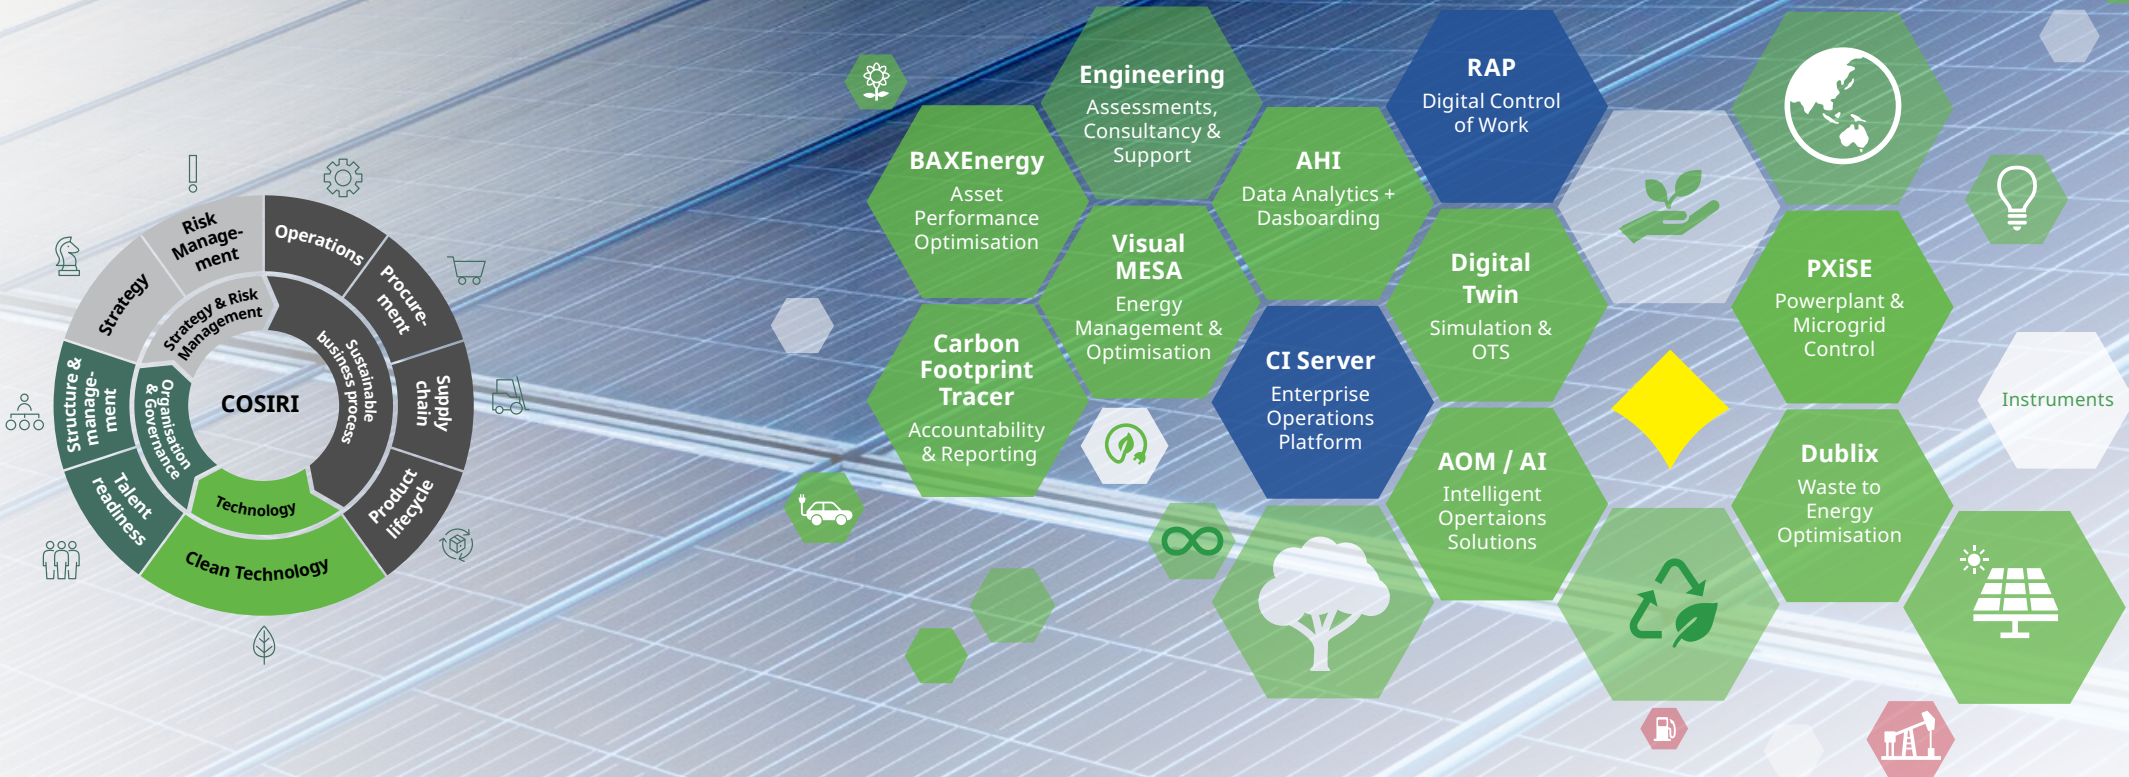 Operations
Procure-
ment
Supply
chain
Product
lifecycle
Clean Technology
Talent
readiness
Structure &
manage-
ment
Strategy
Risk
Manage-
ment
Strategy & Risk
Management
Sustainable
business process
Technology
Organisation
& Governance
COSIRI
Engineering
Assessments,
Consultancy &
Support
RAP
Digital Control
of Work
BAXEnergy
Asset
Performance
Optimisation
AHI
Data Analytics +
Dasboarding
Visual
MESA
Energy
Management &
Optimisation
Digital
Twin
Simulation &
OTS
PXiSE
Powerplant &
Microgrid
Control
Carbon
Footprint
Tracer
Accountability
& Reporting
CI Server
Enterprise
Operations
Platform
Instruments
AOM / AI
Intelligent
Opertaions
Solutions
Dublix
Waste to
Energy
Optimisation